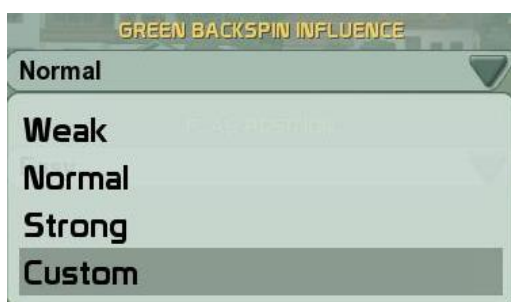 GREEN BACKSPIN INFLUENCE
Normal
Weak
Normal
Strong
Custom